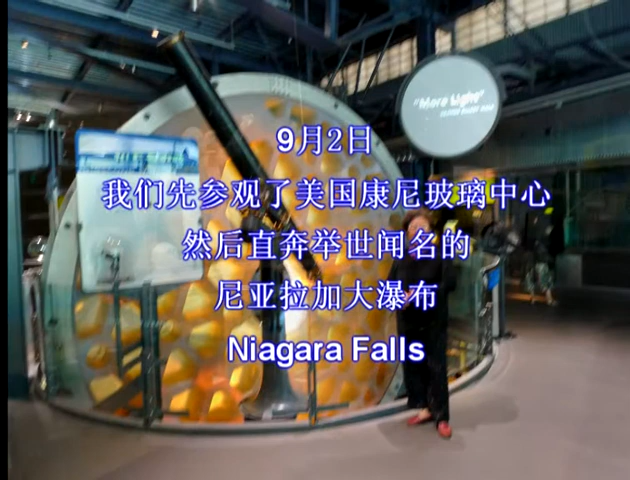 "More Light"
9月2日
我们先参观了美国康尼玻璃中心
然后直奔举世闻名的
尼亚拉加大瀑布
Niagara Falls